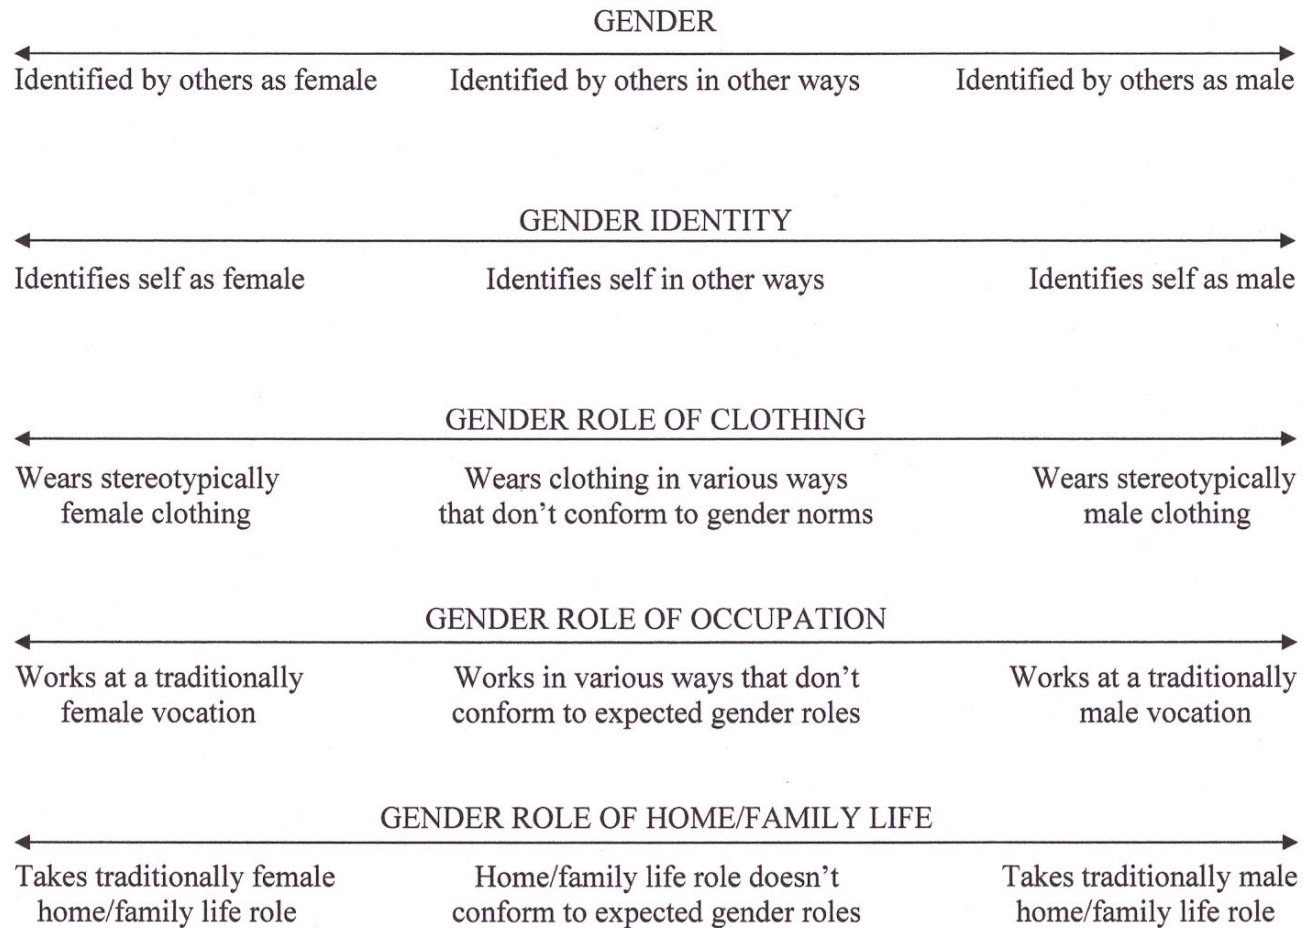 GENDER
Identified by others as female Identified by others in other ways Identified by others as male
GENDER IDENTITY
Identifies self as female Identifies self in other ways Identifies self as male
GENDER ROLE OF CLOTHING
Wears stereotypically Wears clothing in various ways Wears stereotypically
female clothing that don’t conform to gender norms male clothing
GENDER ROLE OF OCCUPATION
Works at a traditionally Works in various ways that don’t Works at a traditionally
female vocation conform to expected gender roles male vocation
GENDER ROLE OF HOME/FAMILY LIFE
Takes traditionally female Home/family life role doesn’t Takes traditionally male
home/family life role conform to expected gender roles home/family life role